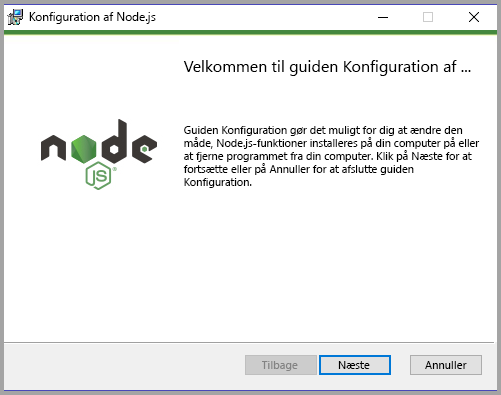 Konfiguration af Node.js
Velkommen til guiden Konfiguration af ...
node
JS
Guiden Konfiguration gør det muligt for dig at ændre den
måde, Node.js-funktioner installeres på din computer på eller
at fjerne programmet fra din computer. Klik på Næste for at
fortsætte eller på Annuller for at afslutte guiden
Konfiguration.
Tilbage
Næste
Annuller